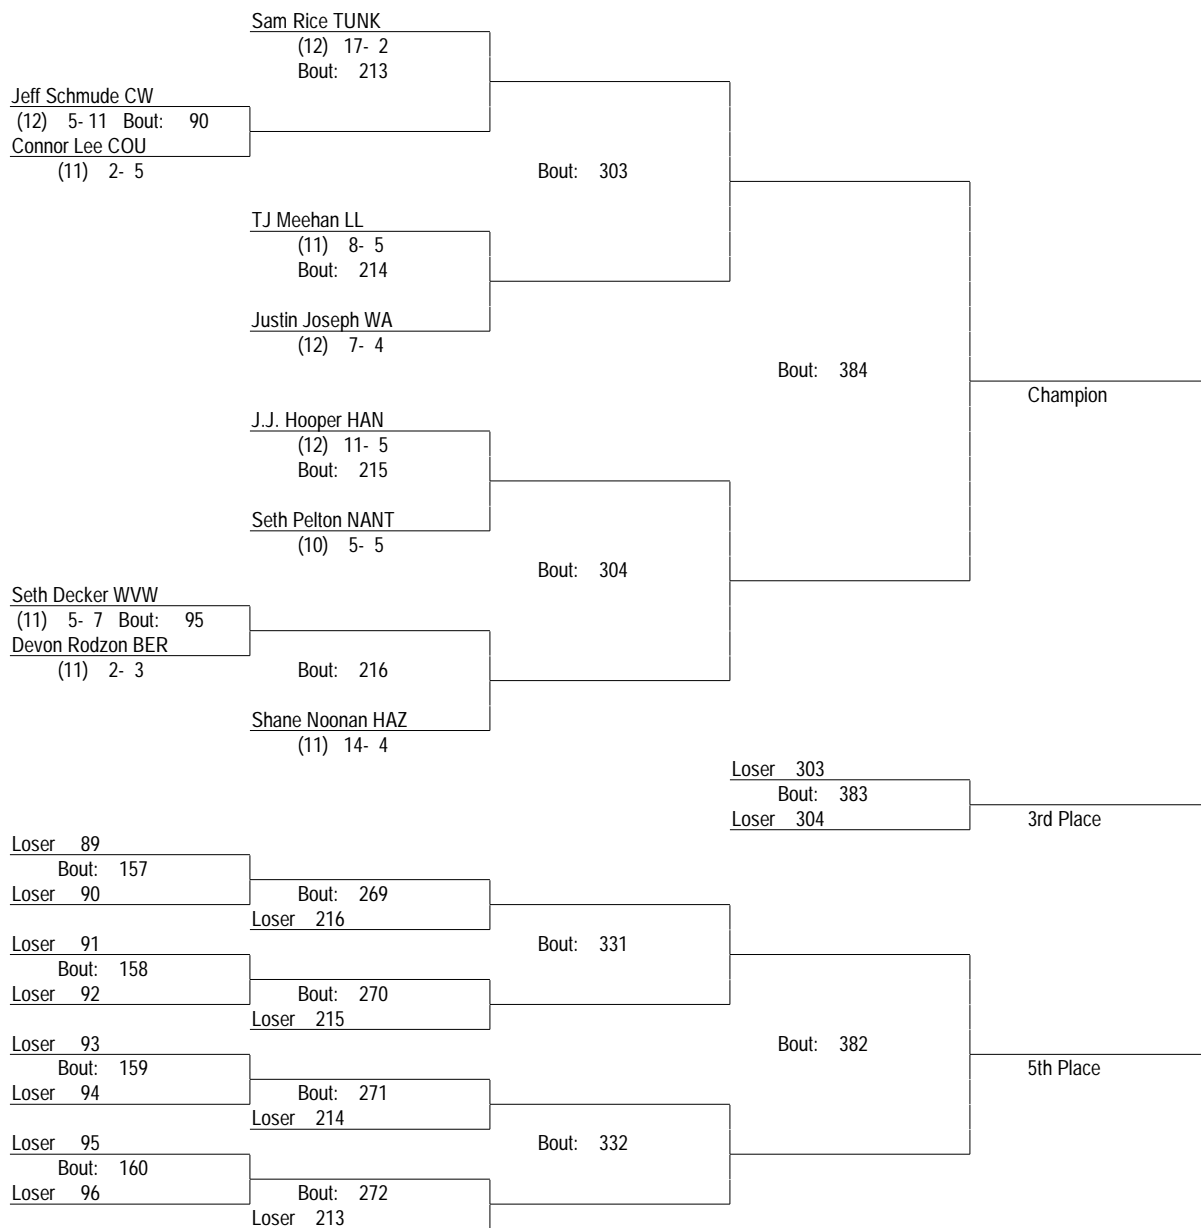 Sam Rice TUNK
(12) 17- 2
Bout: 213
Jeff Schmude CW
(12) 5- 11 Bout: 90
Connor Lee COU
(11) 2- 5
Bout: 303
TJ Meehan LL
(11) 8- 5
Bout: 214
Justin Joseph WA
(12) 7- 4
Bout: 384
Champion
J.J. Hooper HAN
(12) 11- 5
Bout: 215
Seth Pelton NANT
(10) 5- 5
Bout: 304
Seth Decker WVW
(11) 5- 7 Bout: 95
Devon Rodzon BER
(11) 2- 3
Bout: 216
Shane Noonan HAZ
(11) 14- 4
Loser 303
Bout: 383
Loser 304
3rd Place
Loser 89
Bout: 157
Loser 90
Bout: 269
Loser 216
Bout: 331
Loser 91
Bout: 158
Loser 92
Bout: 270
Loser 215
Bout: 382
5th Place
Loser 93
Bout: 159
Loser 94
Bout: 271
Loser 214
Bout: 332
Loser 95
Bout: 160
Loser 96
Bout: 272
Loser 213